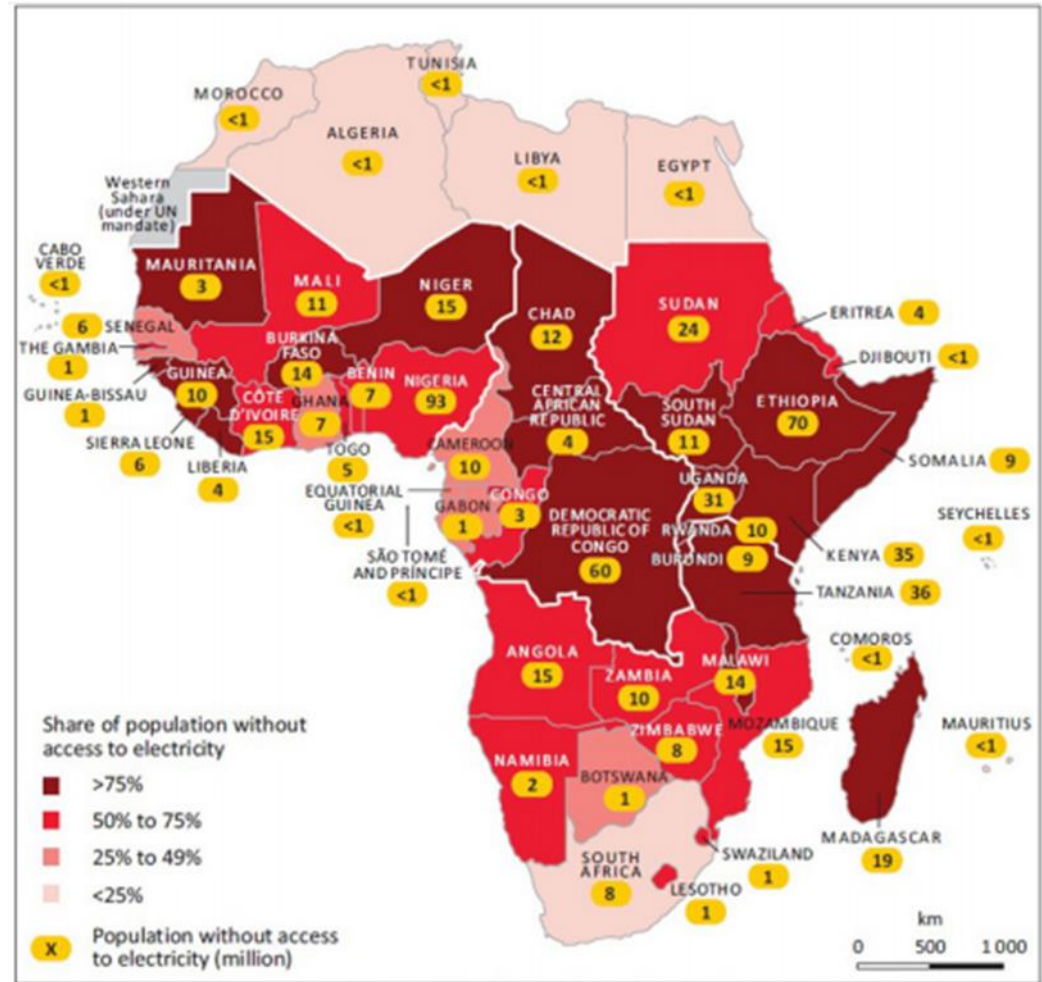 TUNISIA
<1
MOROCCO
<1
ALGERIA
<1
LIBYA
<1
EGYPT
<1
Western
Sahara
(under UN
mandate)
CABO
VERDE
<1
MAURITANIA
3
MALI
11
NIGER
15
CHAD
12
SUDAN
24
ERITREA 4
DJIBOUTI <1
6 SENEGAL
THE GAMBIA
1
GUINEA-BISSAU
1
GUINEA
10
SIERRA LEONE
6
LIBERIA
4
BURKINA
FASO
14
CÔTE
D'IVOIRE
15
GHANA
7
TOGO
5
BENIN
7
NIGERIA
93
CAMEROON
10
CENTRAL
AFRICAN
REPUBLIC
4
SOUTH
SUDAN
11
ETHIOPIA
70
SOMALIA 9
EQUATORIAL
GUINEA
<1
GABON
1
CONGO
3
SÃO TOMÉ
AND PRÍNCIPE
<1
DEMOCRATIC
REPUBLIC OF
CONGO
60
UGANDA
31
RWANDA 10
BURUNDI 9
KENYA 35
TANZANIA 36
SEYCHELLES
<1
COMOROS
<1
ANGOLA
15
ZAMBIA
10
MALAWI
14
MOZAMBIQUE
15
ZIMBABWE
8
NAMIBIA
2
BOTSWANA
1
MAURITIUS
<1
MADAGASCAR
19
SOUTH
AFRICA
8
SWAZILAND
1
LESOTHO
1
Share of population without
access to electricity
>75%
50% to 75%
25% to 49%
<25%
X Population without access
to electricity (million)
km
0 500 1 000